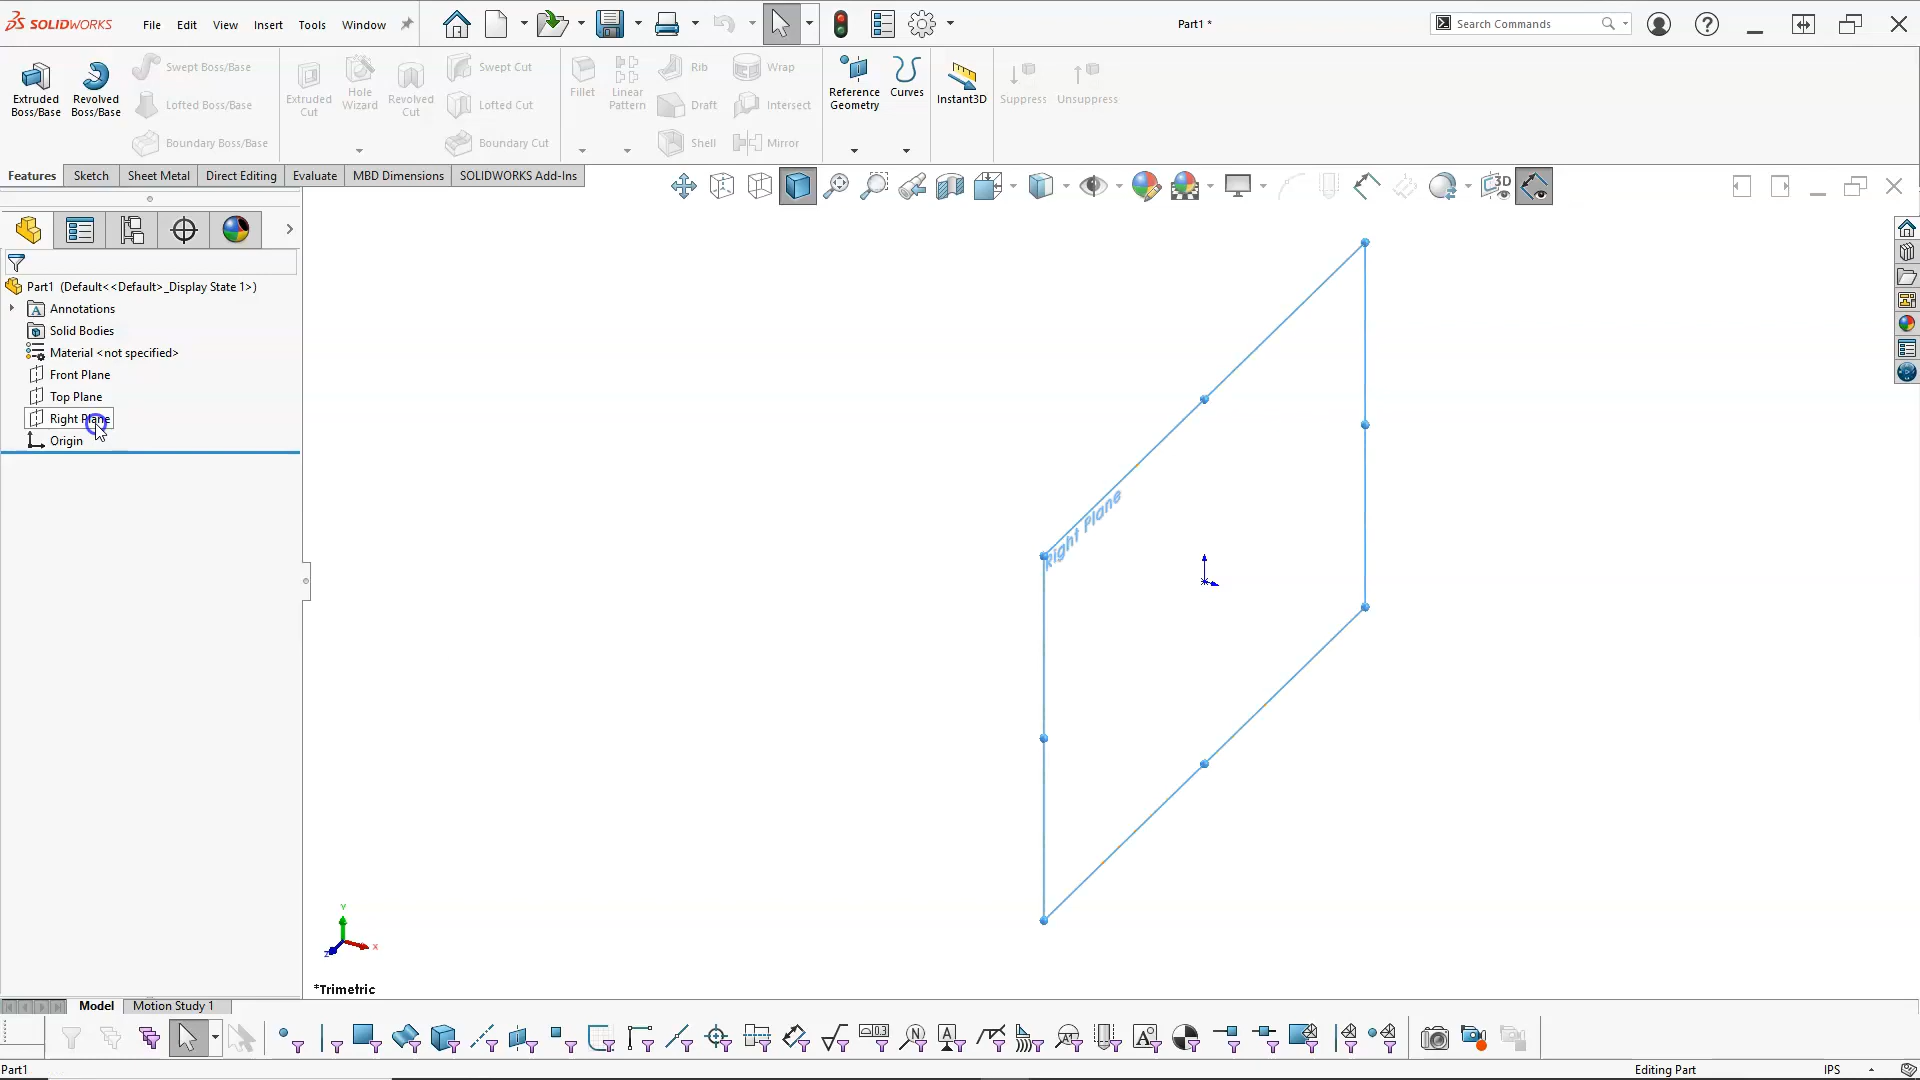 SOLIDWORKS
File
Edit
View
Insert
Tools
Window
Part1 *
Search Commands
Extruded
Boss/Base
Revolved
Boss/Base
Swept Boss/Base
Lofted Boss/Base
Boundary Boss/Base
Extruded
Cut
Hole
Wizard
Revolved
Cut
Swept Cut
Lofted Cut
Boundary Cut
Fillet
Linear
Pattern
Rib
Draft
Shell
Wrap
Intersect
Mirror
Reference
Geometry
Curves
Instant3D
Suppress
Unsuppress
Features
Sketch
Sheet Metal
Direct Editing
Evaluate
MBD Dimensions
SOLIDWORKS Add-Ins
3D
Part1 (Default<<Default>_Display State 1>)
Annotations
Solid Bodies
Material <not specified>
Front Plane
Top Plane
Right Plane
Origin
Right Plane
Y
X
Z
*Trimetric
Model
Motion Study 1
Part1
Editing Part
IPS